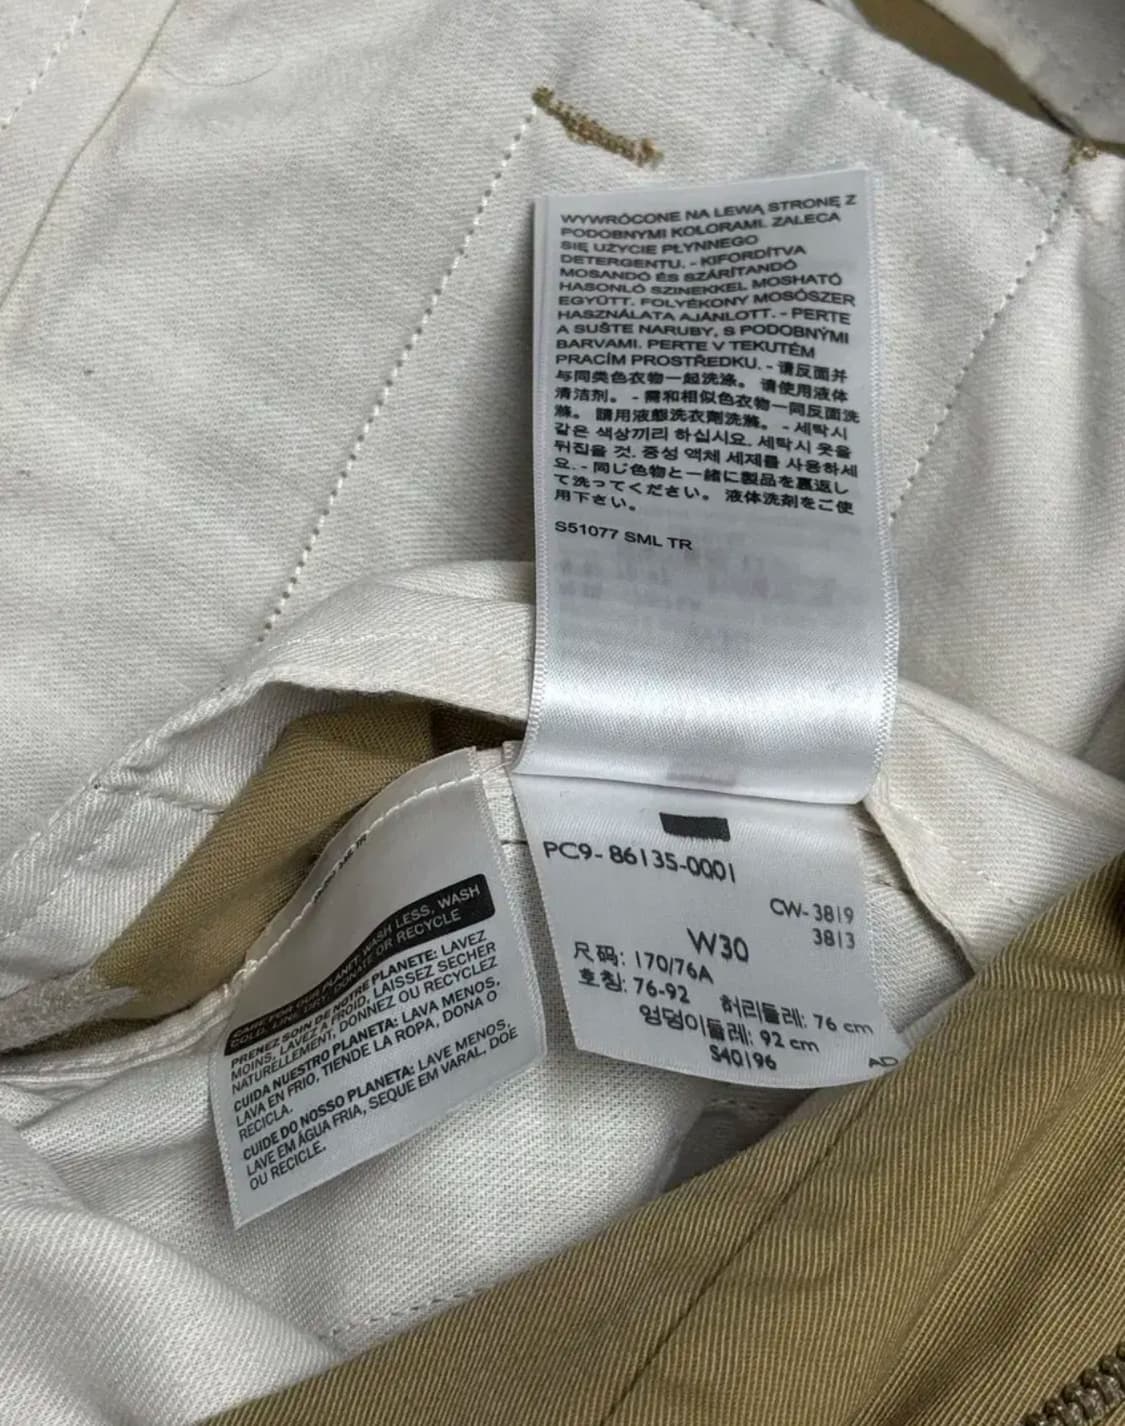 WYWRÓCONE NA LEWĄ STRONĘ Z
PODOBNYMI KOLORAMI. ZALECA
SIĘ UŻYCIE PŁYNNEGO
DETERGENTU. - KIFORDÍTVA
MOSANDÓ ÉS SZÁRÍTANDÓ
HASONLÓ SZINEKKEL MOSHATÓ
EGYÜTT. FOLYÉKONY MOSÓSZER
HASZNÁLATA AJÁNLOTT. - PERTE
A SUŠTE NARUBY, S PODOBNÝMI
BARVAMI. PERTE V TEKUTÉM
PRACÍM PROSTŘEDKU. - 请反面并
与同类色衣物一起洗涤。 请使用液体
清洁剂。 - 需和相似色衣物一同反面洗
滌。 請用液態洗衣劑洗滌。 - 세탁시
같은 색상끼리 하십시요. 세탁시 옷을
뒤집을 것. 중성 액체 세제를 사용하세
요. - 同じ色物と一緒に製品を裏返し
て洗ってください。 液体洗剤をご使
用下さい。
S51077 SML TR
PC9-86135-0001
CW-3819
3813
W30
尺码: 170/76A
호칭: 76-92 허리둘레: 76 cm
엉덩이둘레: 92 cm
S40196
AD
SML TR
CARE FOR OUR PLANET: WASH LESS, WASH
COLD, LINE DRY, DONATE OR RECYCLE
PRENEZ SOIN DE NOTRE PLANETE: LAVEZ
MOINS, LAVEZ A FROID, LAISSEZ SECHER
NATURELLEMENT, DONNEZ OU RECYCLEZ
CUIDA NUESTRO PLANETA: LAVA MENOS,
LAVA EN FRIO, TIENDE LA ROPA, DONA O
RECICLA.
CUIDE DO NOSSO PLANETA: LAVE MENOS,
LAVE EM ÁGUA FRIA, SEQUE EM VARAL, DOE
OU RECICLE.